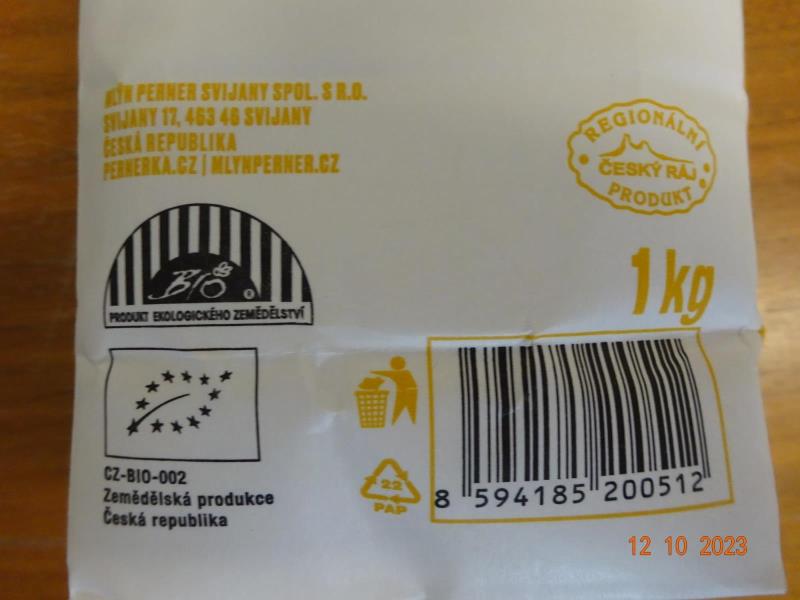 MLÝN PERNER SVIJANY SPOL. S R.O.
SVIJANY 17, 463 46 SVIJANY
ČESKÁ REPUBLIKA
PERNERKA.CZ | MLYNPERNER.CZ
REGIONÁLNÍ
ČESKÝ RÁJ
PRODUKT
BIO
®
PRODUKT EKOLOGICKÉHO ZEMĚDĚLSTVÍ
1 kg
CZ-BIO-002
Zemědělská produkce
Česká republika
22
PAP
8 594185 200512
12 10 2023